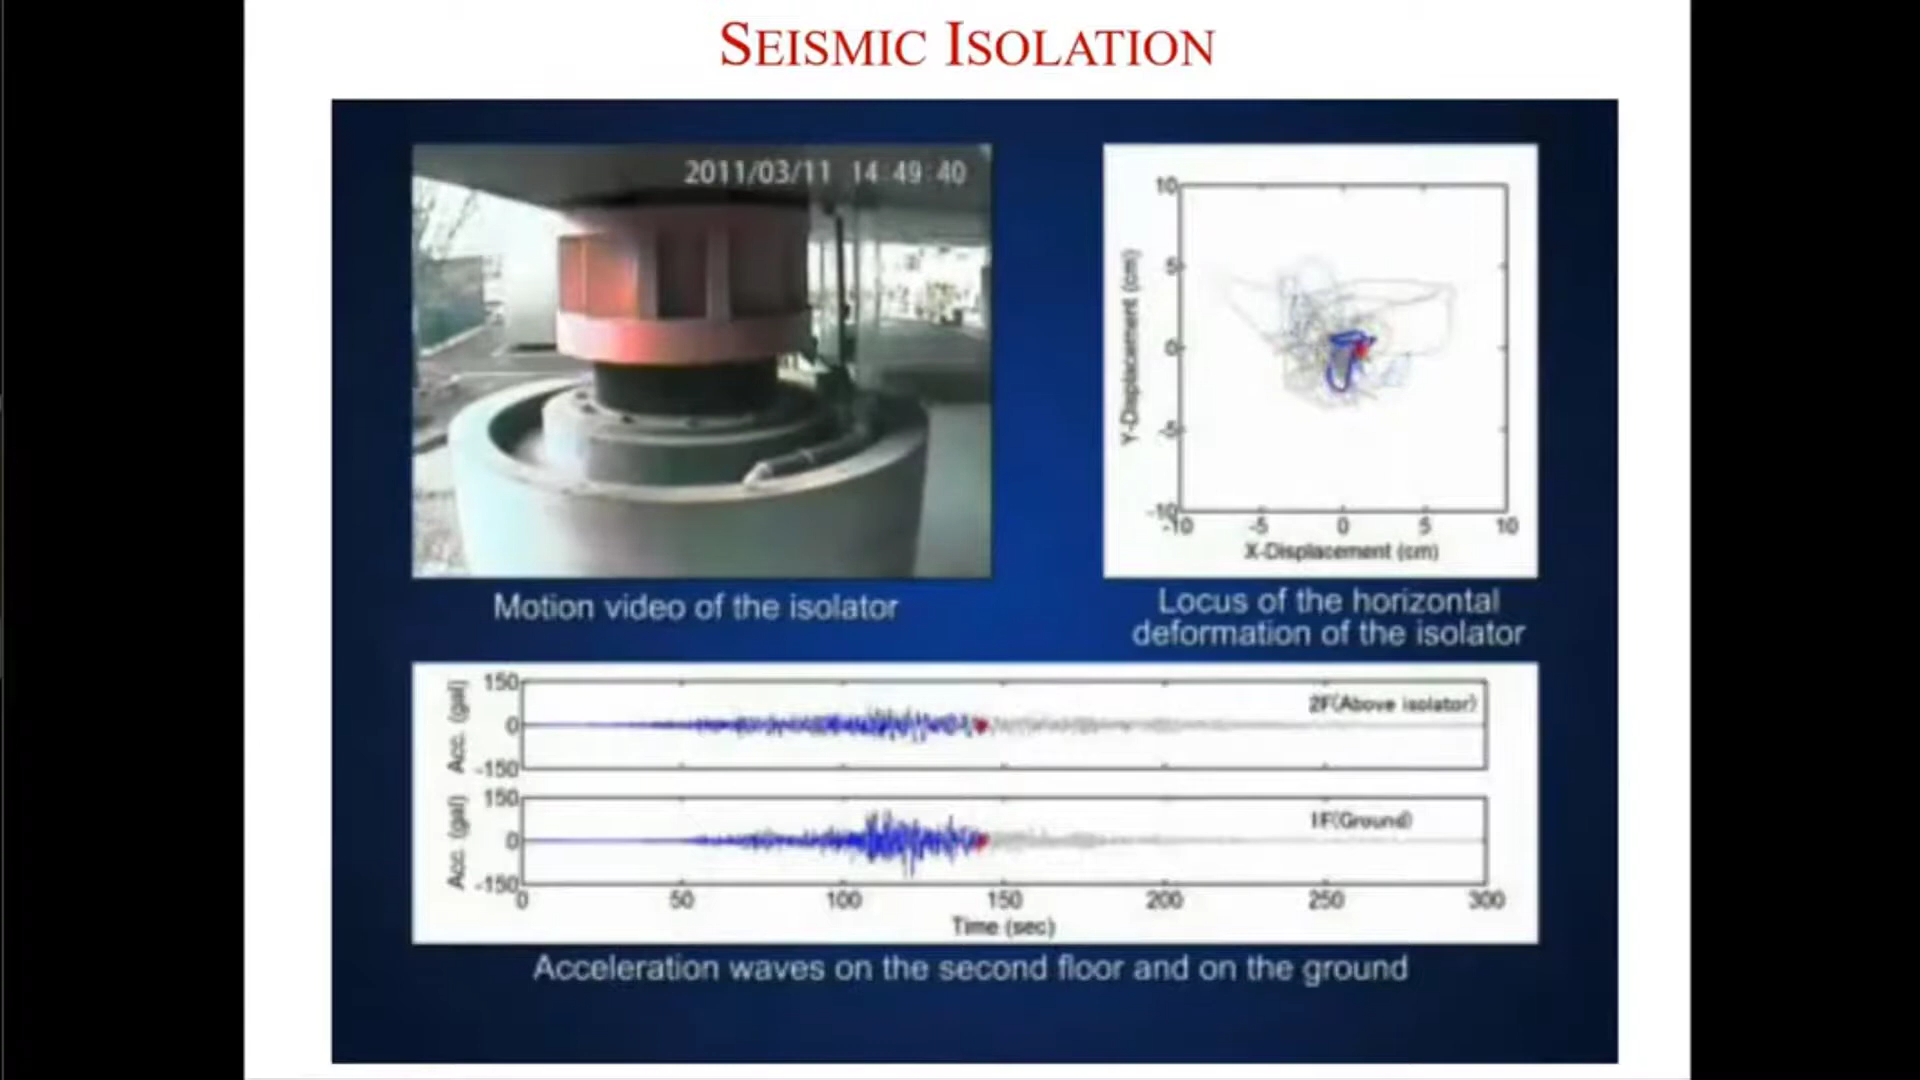 SEISMIC ISOLATION
2011/03/11 14:49:40
Motion video of the isolator
10
5
0
-5
-10
Y-Displacement (cm)
-10 -5 0 5 10
X-Displacement (cm)
Locus of the horizontal
deformation of the isolator
150
0
-150
Acc. (gal)
2F(Above isolator)
150
0
-150
Acc. (gal)
1F(Ground)
0 50 100 150 200 250 300
Time (sec)
Acceleration waves on the second floor and on the ground